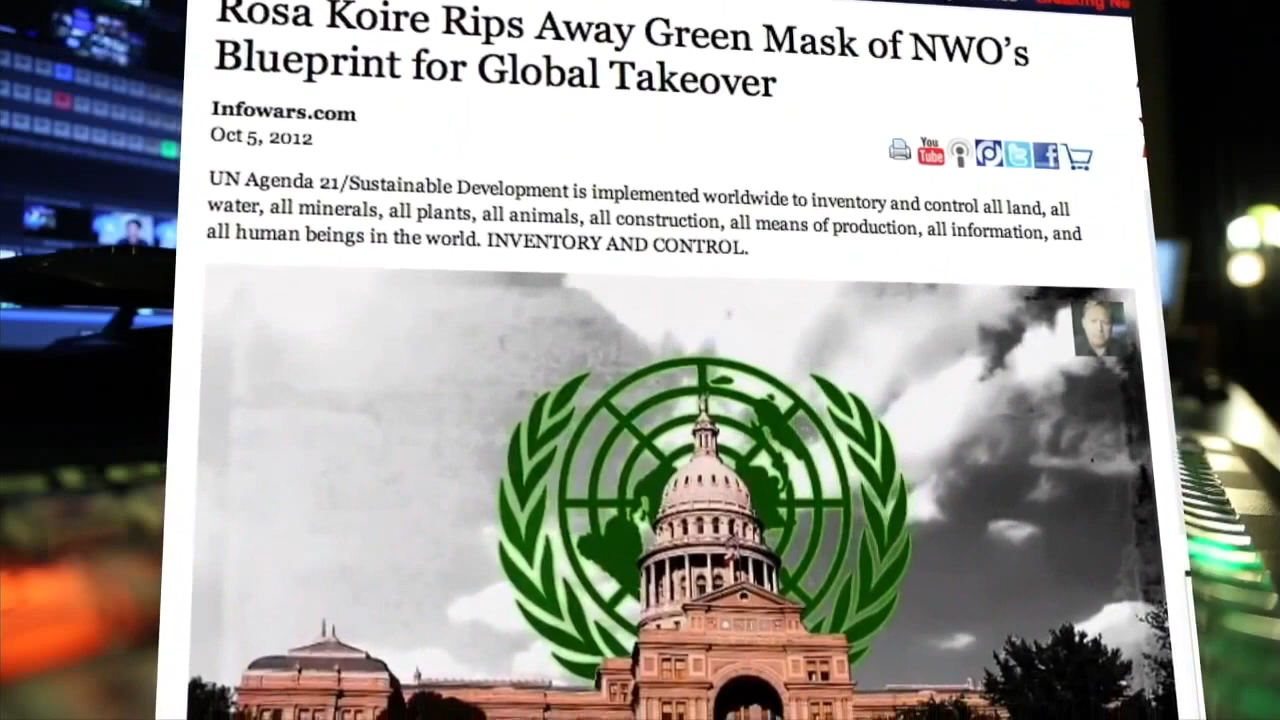 Rosa Koire Rips Away Green Mask of NWO's
Blueprint for Global Takeover
Infowars.com
Oct 5, 2012
You
Tube
UN Agenda 21/Sustainable Development is implemented worldwide to inventory and control all land, all
water, all minerals, all plants, all animals, all construction, all means of production, all information, and
all human beings in the world. INVENTORY AND CONTROL.